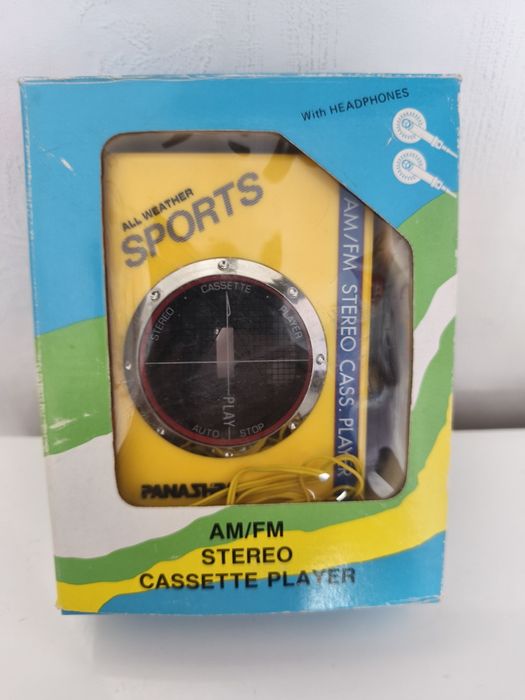 With HEADPHONES
ALL WEATHER
SPORTS
AM/FM STEREO CASS. PLAYER
STEREO CASSETTE PLAYER
PLAY
AUTO STOP
AM/FM
STEREO
CASSETTE PLAYER